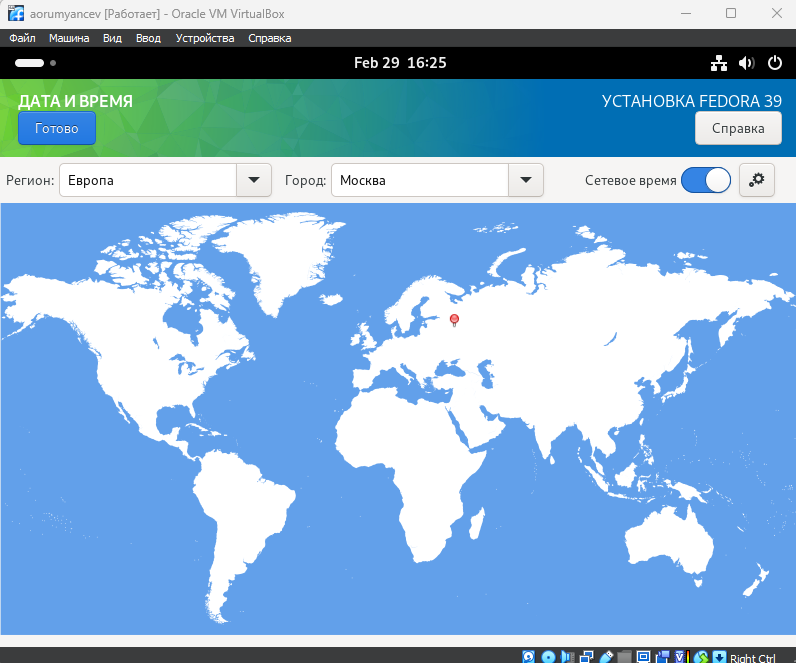 aorumyancev [Работает] - Oracle VM VirtualBox
Файл Машина Вид Ввод Устройства Справка
Feb 29 16:25
ДАТА И ВРЕМЯ
УСТАНОВКА FEDORA 39
Готово
Справка
Регион: Европа Город: Москва Сетевое время
Right Ctrl